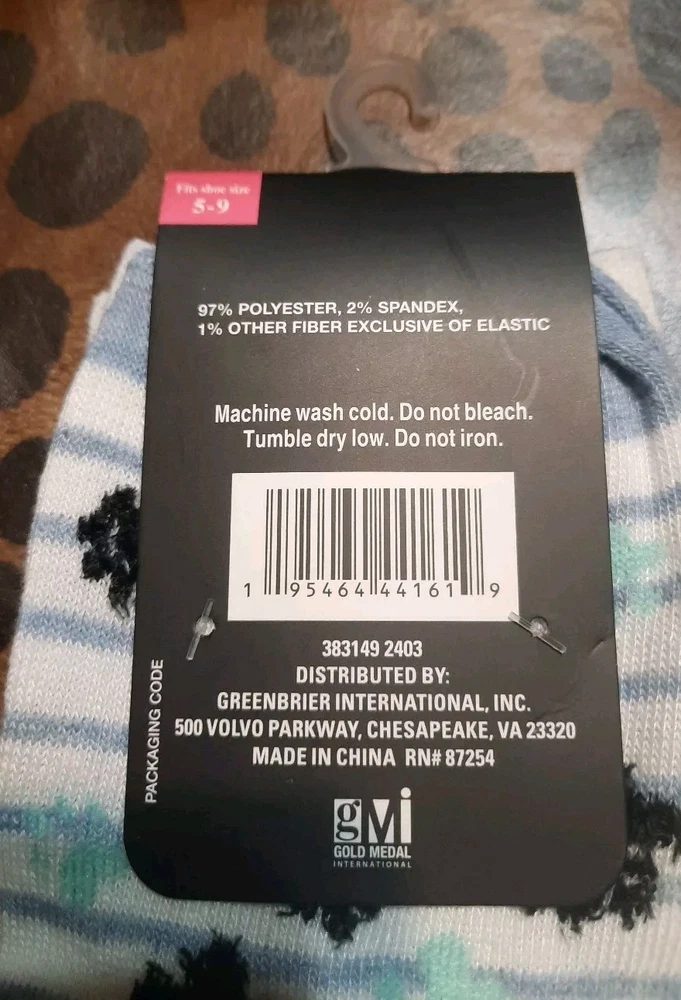 Fits shoe size
5-9
97% POLYESTER, 2% SPANDEX,
1% OTHER FIBER EXCLUSIVE OF ELASTIC
Machine wash cold. Do not bleach.
Tumble dry low. Do not iron.
1 95464 44161 9
383149 2403
DISTRIBUTED BY:
GREENBRIER INTERNATIONAL, INC.
500 VOLVO PARKWAY, CHESAPEAKE, VA 23320
MADE IN CHINA RN# 87254
PACKAGING CODE
gMi
GOLD MEDAL
INTERNATIONAL